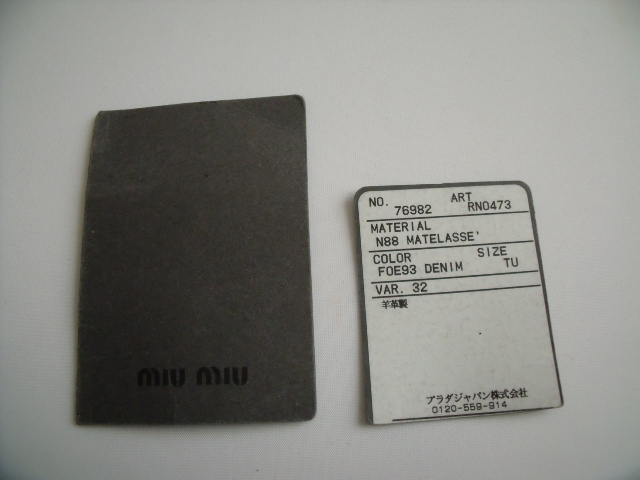 miu miu
NO. ART
76982 RN0473
MATERIAL
N88 MATELASSE'
COLOR SIZE
F0E93 DENIM TU
VAR. 32
羊革製
プラダジャパン株式会社
0120-559-914